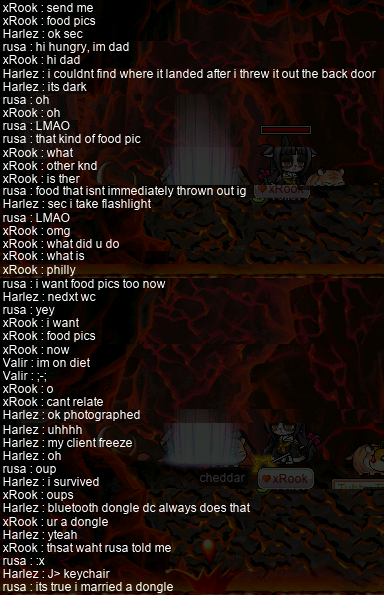 xRook : send me
xRook : food pics
Harlez : ok sec
rusa : hi hungry, im dad
xRook : hi dad
Harlez : i couldnt find where it landed after i threw it out the back door
Harlez : its dark
rusa : oh
xRook : oh
rusa : LMAO
rusa : that kind of food pic
xRook : what
xRook : other knd
xRook : is ther
rusa : food that isnt immediately thrown out ig
Harlez : sec i take flashlight
rusa : LMAO
xRook : omg
xRook : what did u do
xRook : what is
xRook : philly
rusa : i want food pics too now
Harlez : nedxt wc
rusa : yey
xRook : i want
xRook : food pics
xRook : now
Valir : im on diet
Valir : ;-;
xRook : o
xRook : cant relate
Harlez : ok photographed
Harlez : uhhhh
Harlez : my client freeze
Harlez : oh
rusa : oup
Harlez : i survived
xRook : oups
Harlez : bluetooth dongle dc always does that
xRook : ur a dongle
Harlez : yteah
xRook : thsat waht rusa told me
rusa : :x
Harlez : J> keychair
rusa : its true i married a dongle
xRook
cheddar
xRook